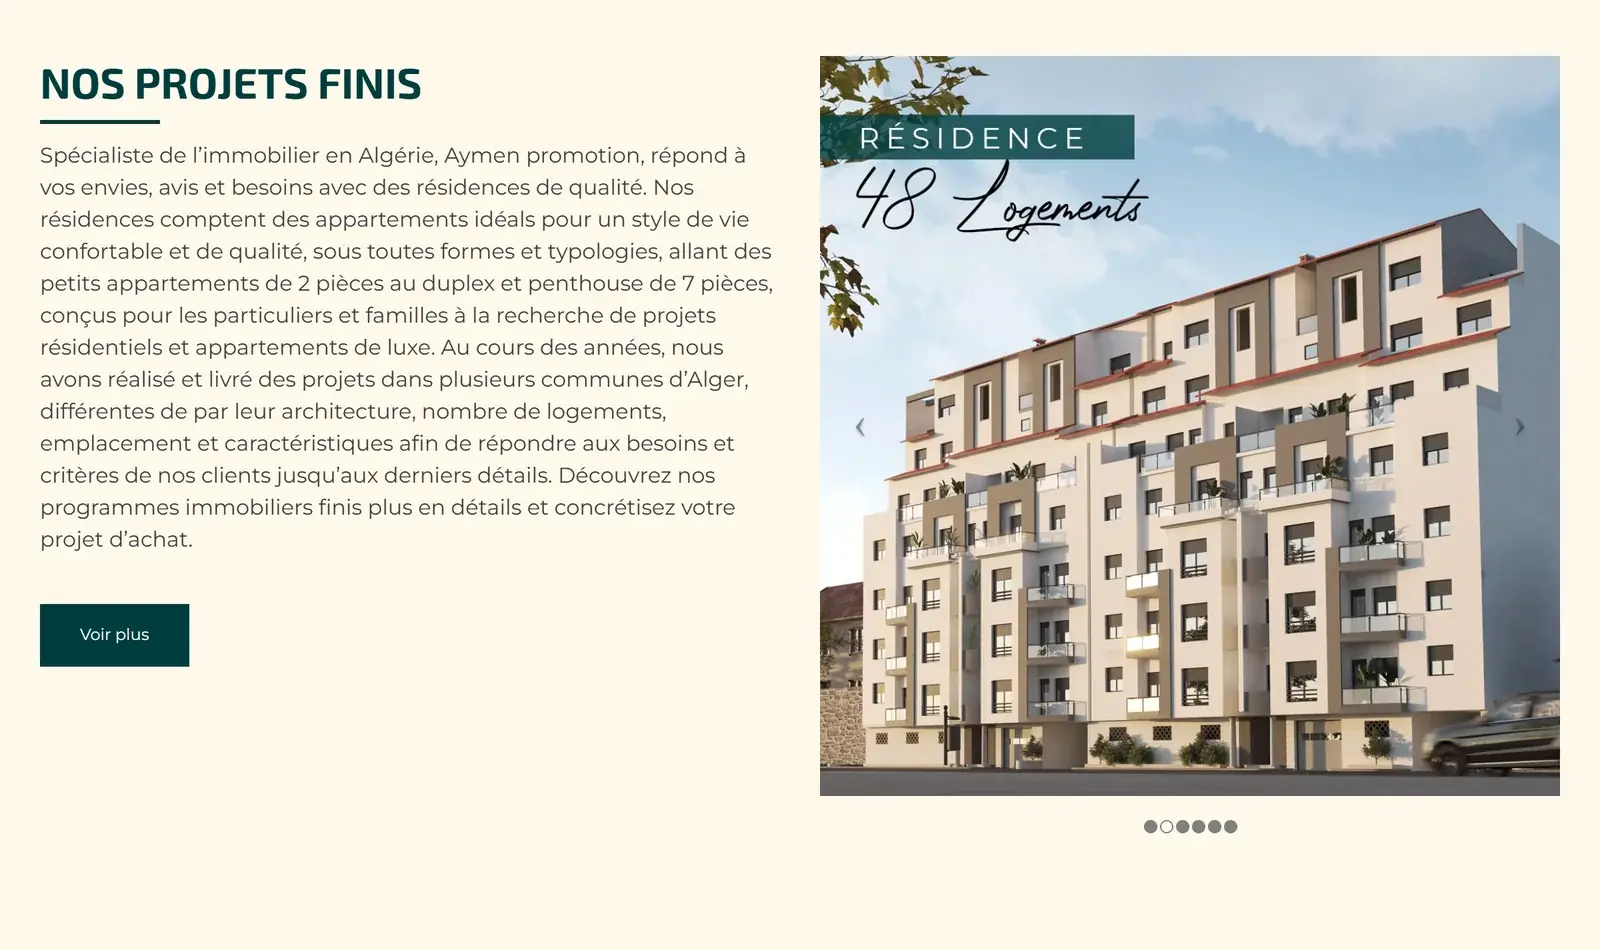 NOS PROJETS FINIS
Spécialiste de l’immobilier en Algérie, Aymen promotion, répond à
vos envies, avis et besoins avec des résidences de qualité. Nos
résidences comptent des appartements idéals pour un style de vie
confortable et de qualité, sous toutes formes et typologies, allant des
petits appartements de 2 pièces au duplex et penthouse de 7 pièces,
conçus pour les particuliers et familles à la recherche de projets
résidentiels et appartements de luxe. Au cours des années, nous
avons réalisé et livré des projets dans plusieurs communes d’Alger,
différentes de par leur architecture, nombre de logements,
emplacement et caractéristiques afin de répondre aux besoins et
critères de nos clients jusqu’aux derniers détails. Découvrez nos
programmes immobiliers finis plus en détails et concrétisez votre
projet d’achat.
Voir plus
RÉSIDENCE
48 Logements